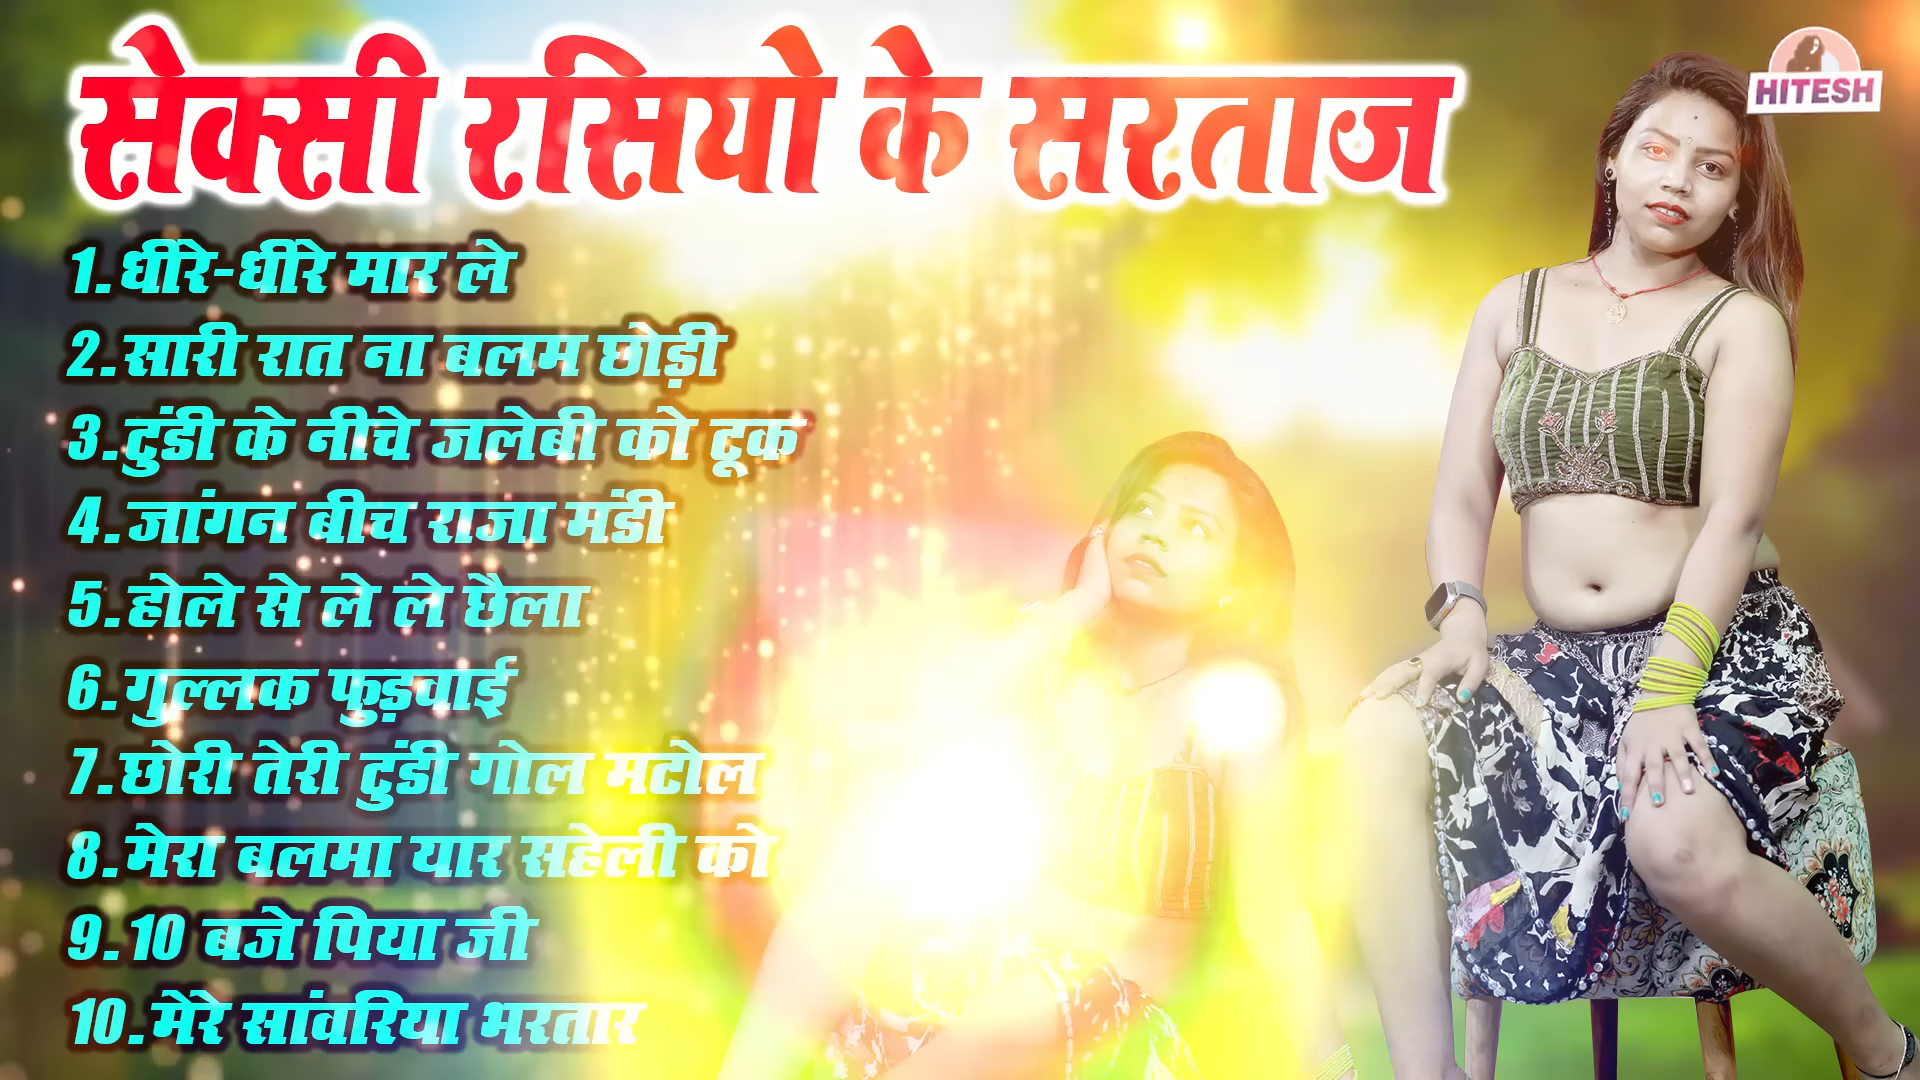 सेक्सी रसियो के सरताज
HITESH
1. धीरे-धीरे मार ले
2. सारी रात ना बलम छोड़ी
3. टुंडी के नीचे जलेबी को टूक
4. जांगन बीच राजा मंडी
5. होले से ले ले छैला
6. गुल्लक फुड़वाई
7. छोरी तेरी टुंडी गोल मटोल
8. मेरा बलमा यार सहेली को
9. 10 बजे पिया जी
10. मेरे सांवरिया भरतार